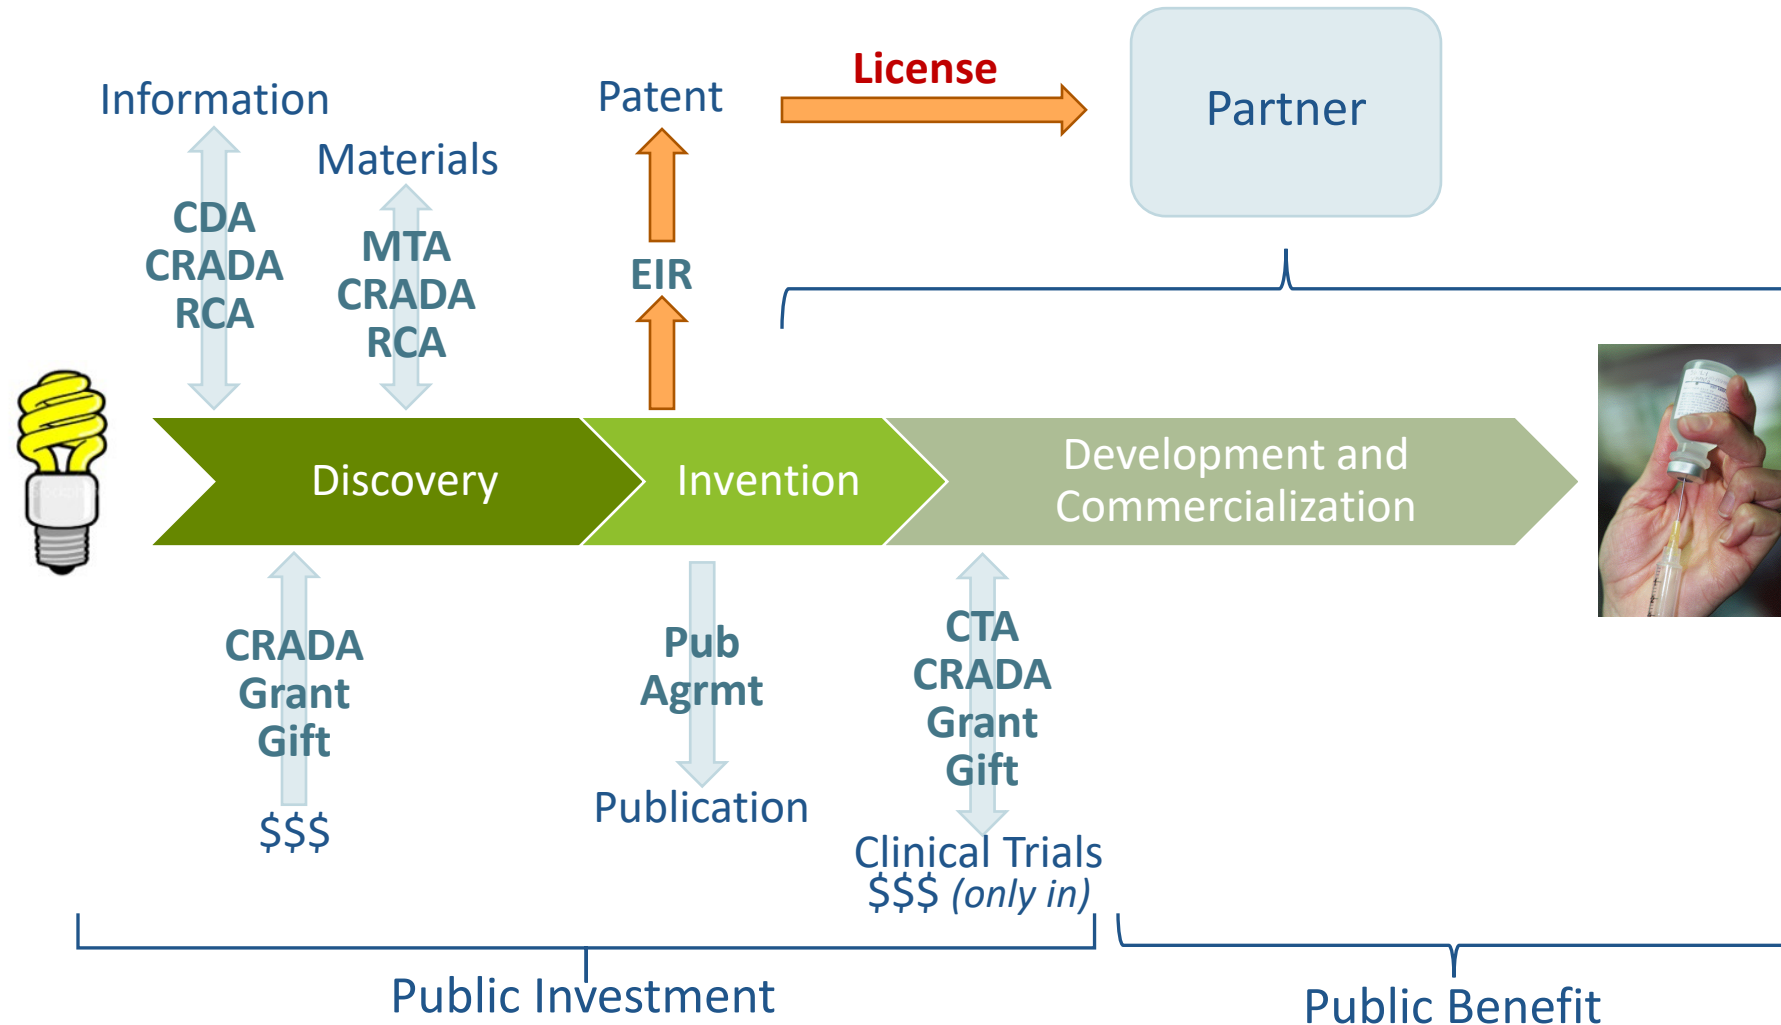 License
Information
Patent
Partner
Materials
CDA
CRADA
RCA
MTA
CRADA
RCA
EIR
Discovery
Invention
Development and
Commercialization
CRADA
Grant
Gift
$$$
Pub
Agrmt
Publication
CTA
CRADA
Grant
Gift
Clinical Trials
$$$ (only in)
Public Investment
Public Benefit